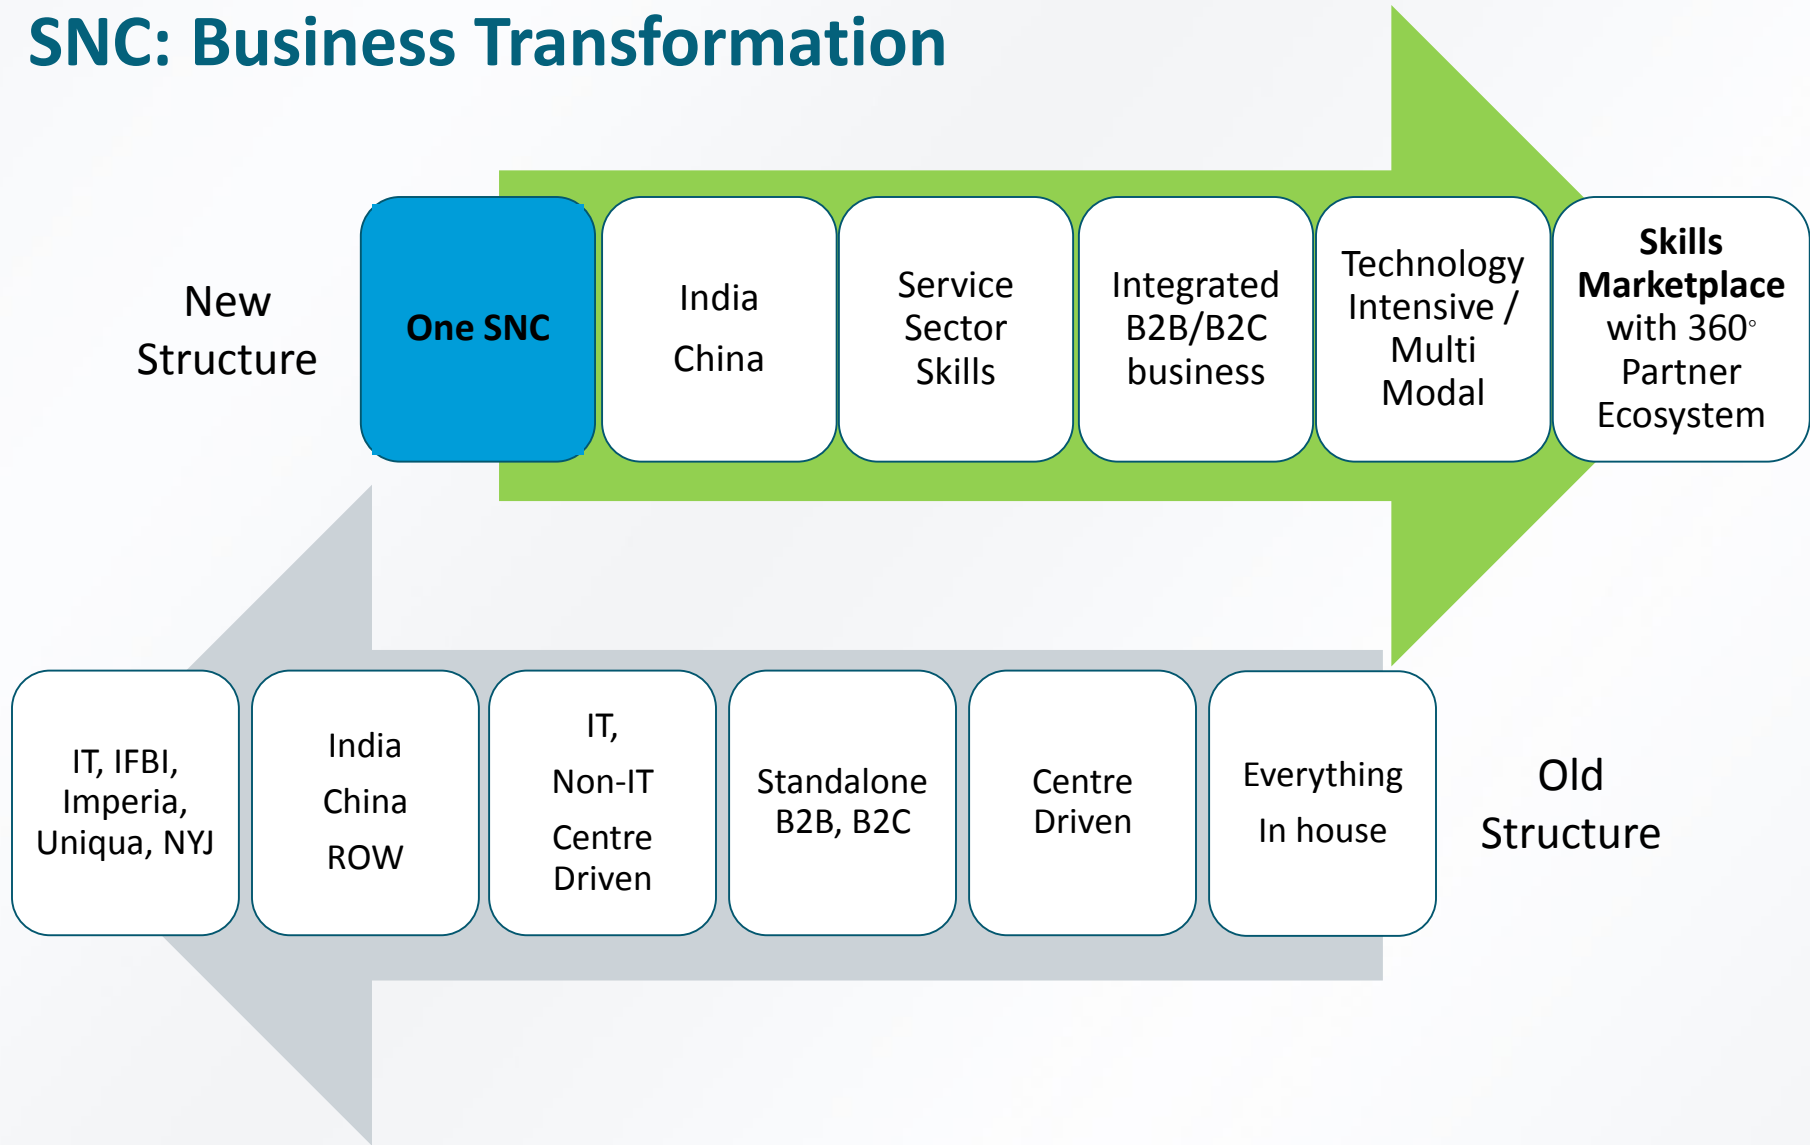 SNC: Business Transformation
New
Structure
One SNC
India
China
Service
Sector
Skills
Integrated
B2B/B2C
business
Technology
Intensive /
Multi
Modal
Skills
Marketplace
with 360°
Partner
Ecosystem
IT, IFBI,
Imperia,
Uniqua, NYJ
India
China
ROW
IT,
Non-IT
Centre
Driven
Standalone
B2B, B2C
Centre
Driven
Everything
In house
Old
Structure